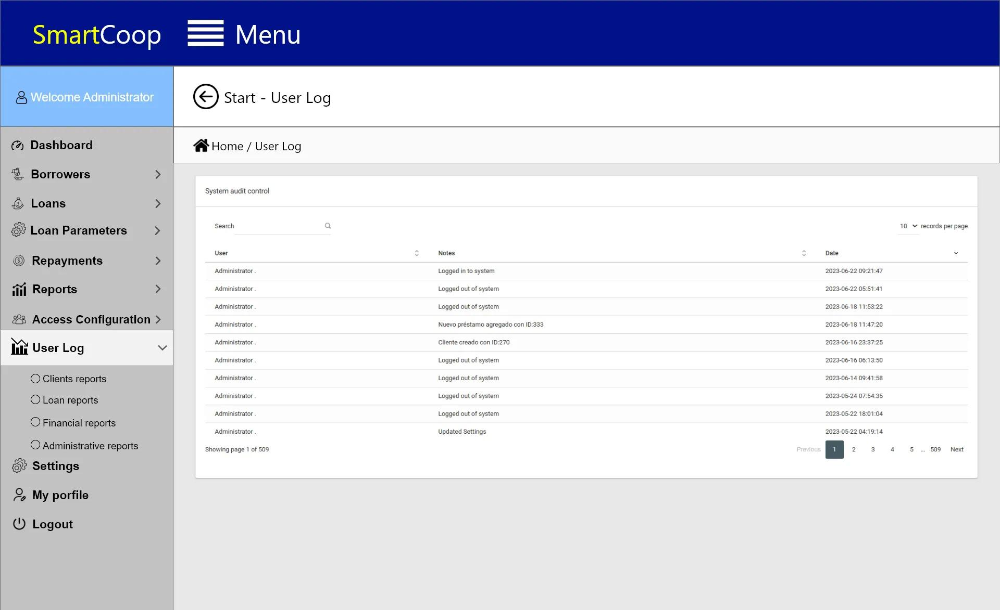 SmartCoop Menu
Welcome Administrator
Start - User Log
Dashboard
Borrowers
Loans
Loan Parameters
Repayments
Reports
Access Configuration
User Log
Clients reports
Loan reports
Financial reports
Administrative reports
Settings
My porfile
Logout
Home / User Log
System audit control
Search 10 records per page
User Notes Date
Administrator . Logged in to system 2023-06-22 09:21:47
Administrator . Logged out of system 2023-06-22 05:51:41
Administrator . Logged out of system 2023-06-18 11:53:22
Administrator . Nuevo préstamo agregado con ID:333 2023-06-18 11:47:20
Administrator . Cliente creado con ID:270 2023-06-16 23:37:25
Administrator . Logged out of system 2023-06-16 06:13:50
Administrator . Logged out of system 2023-06-14 09:41:58
Administrator . Logged out of system 2023-05-24 07:54:35
Administrator . Logged out of system 2023-05-22 18:01:04
Administrator . Updated Settings 2023-05-22 04:19:14
Showing page 1 of 509 Previous 1 2 3 4 5 ... 509 Next